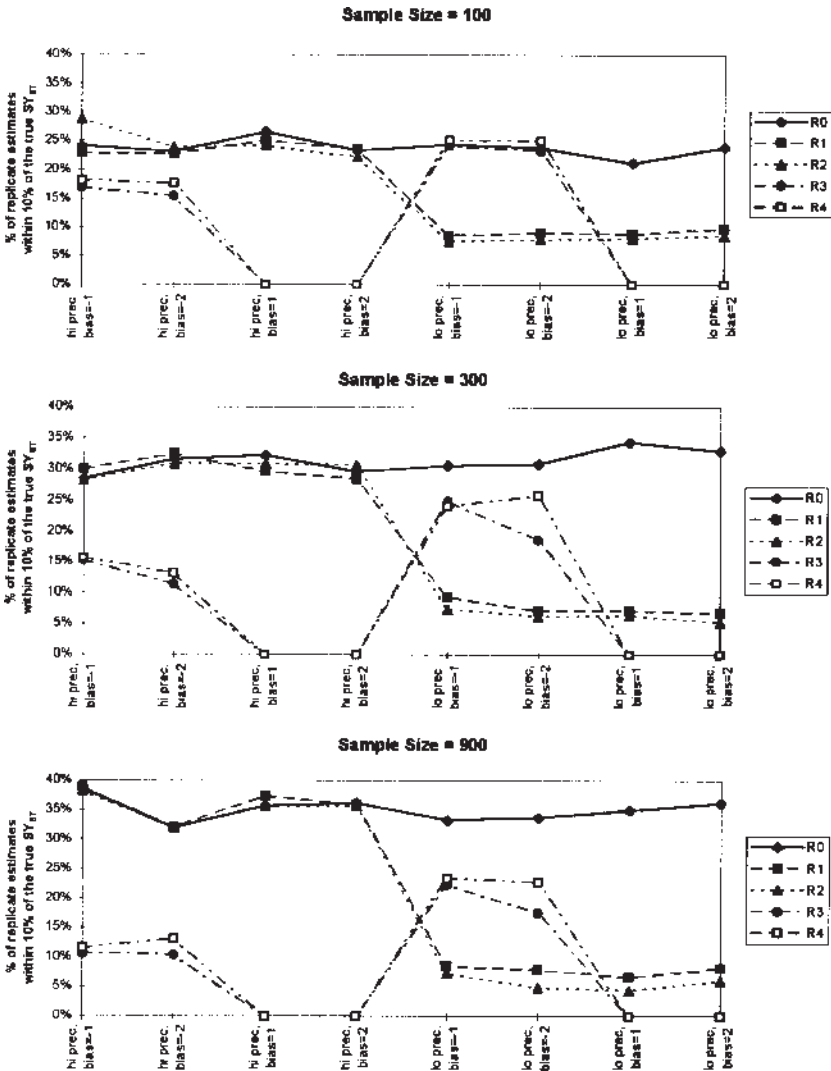 Sample Size = 100
% of replicate estimates
within 10% of the true SY_BT
40%
35%
30%
25%
20%
15%
10%
5%
0%
hi prec,
bias=-1
hi prec,
bias=-2
hi prec,
bias=1
hi prec,
bias=2
lo prec,
bias=-1
lo prec,
bias=-2
lo prec,
bias=1
lo prec,
bias=2
R0
R1
R2
R3
R4
Sample Size = 300
% of replicate estimates
within 10% of the true SY_BT
40%
35%
30%
25%
20%
15%
10%
5%
0%
hi prec,
bias=-1
hi prec,
bias=-2
hi prec,
bias=1
hi prec,
bias=2
lo prec,
bias=-1
lo prec,
bias=-2
lo prec,
bias=1
lo prec,
bias=2
R0
R1
R2
R3
R4
Sample Size = 900
% of replicate estimates
within 10% of the true SY_BT
40%
35%
30%
25%
20%
15%
10%
5%
0%
hi prec,
bias=-1
hi prec,
bias=-2
hi prec,
bias=1
hi prec,
bias=2
lo prec,
bias=-1
lo prec,
bias=-2
lo prec,
bias=1
lo prec,
bias=2
R0
R1
R2
R3
R4